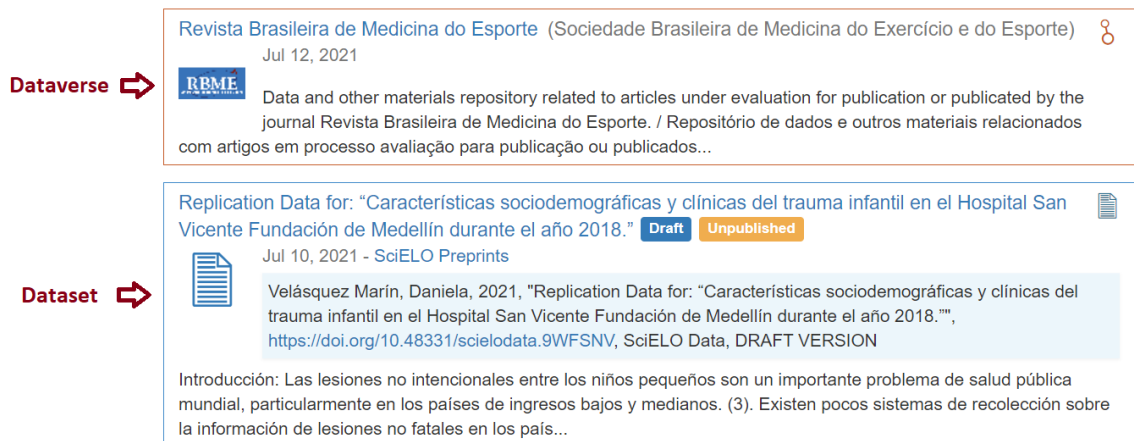 Revista Brasileira de Medicina do Esporte (Sociedade Brasileira de Medicina do Exercício e do Esporte)
Jul 12, 2021
Dataverse
RBME
Data and other materials repository related to articles under evaluation for publication or publicated by the
journal Revista Brasileira de Medicina do Esporte. / Repositório de dados e outros materiais relacionados
com artigos em processo avaliação para publicação ou publicados...
Replication Data for: “Características sociodemográficas y clínicas del trauma infantil en el Hospital San
Vicente Fundación de Medellín durante el año 2018.” Draft Unpublished
Jul 10, 2021 - SciELO Preprints
Dataset
Velásquez Marín, Daniela, 2021, "Replication Data for: “Características sociodemográficas y clínicas del
trauma infantil en el Hospital San Vicente Fundación de Medellín durante el año 2018.”",
https://doi.org/10.48331/scielodata.9WFSNV, SciELO Data, DRAFT VERSION
Introducción: Las lesiones no intencionales entre los niños pequeños son un importante problema de salud pública
mundial, particularmente en los países de ingresos bajos y medianos. (3). Existen pocos sistemas de recolección sobre
la información de lesiones no fatales en los país...